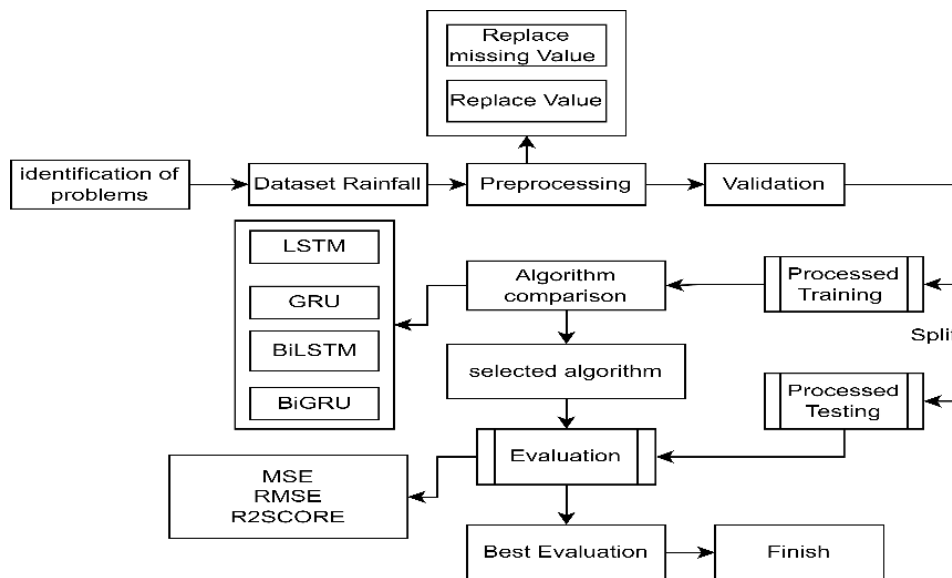 Replace
missing Value
Replace Value
identification of
problems
Dataset Rainfall
Preprocessing
Validation
LSTM
GRU
BiLSTM
BiGRU
Algorithm
comparison
Processed
Training
Split
selected algorithm
Processed
Testing
Evaluation
MSE
RMSE
R2SCORE
Best Evaluation
Finish